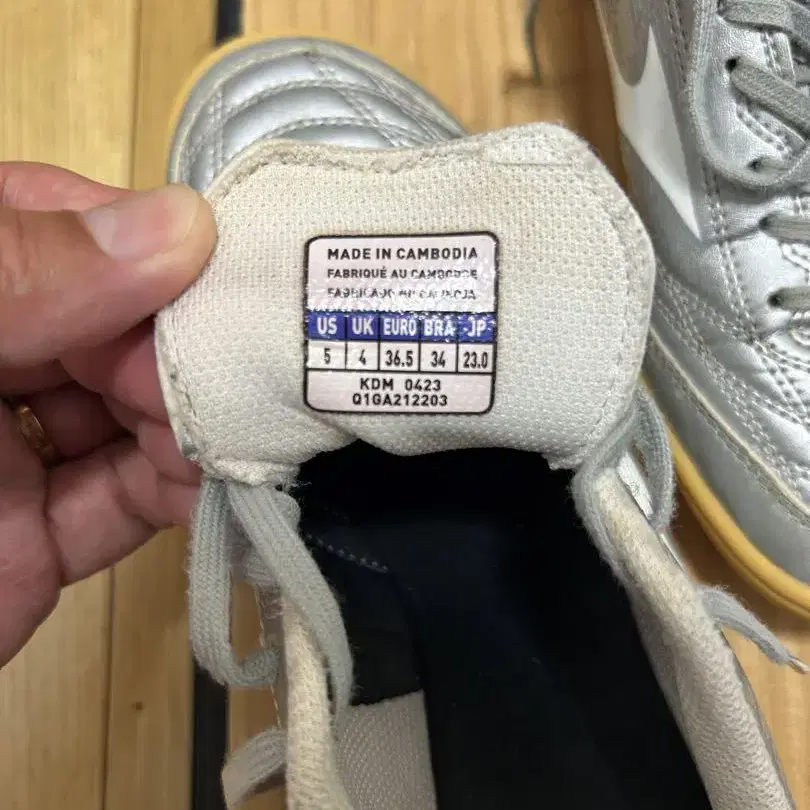 MADE IN CAMBODIA
FABRIQUÉ AU CAMBODGE
FABRICADO
US UK EURO BRA JP
5 4 36.5 34 23.0
KDM 0423
Q1GA212203